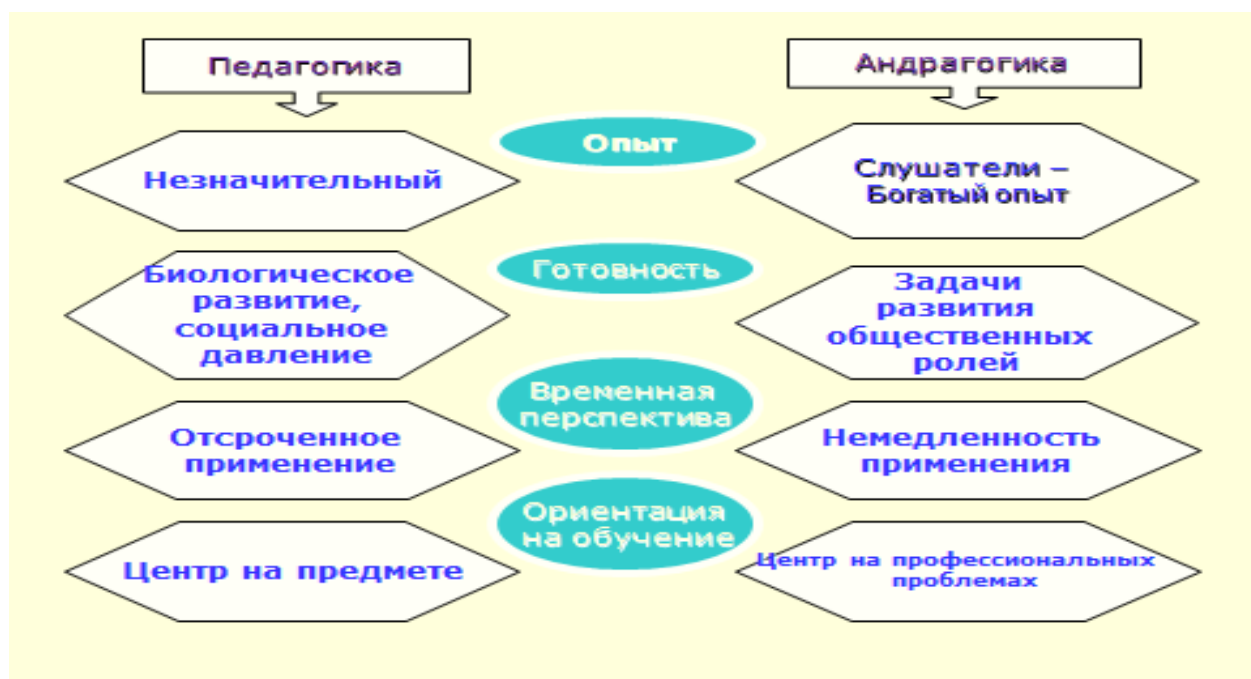 Педагогика
Андрагогика
Опыт
Незначительный
Слушатели –
Богатый опыт
Готовность
Биологическое
развитие,
социальное
давление
Задачи
развития
общественных
ролей
Временная
перспектива
Отсроченное
применение
Немедленность
применения
Ориентация
на обучение
Центр на предмете
Центр на профессиональных
проблемах